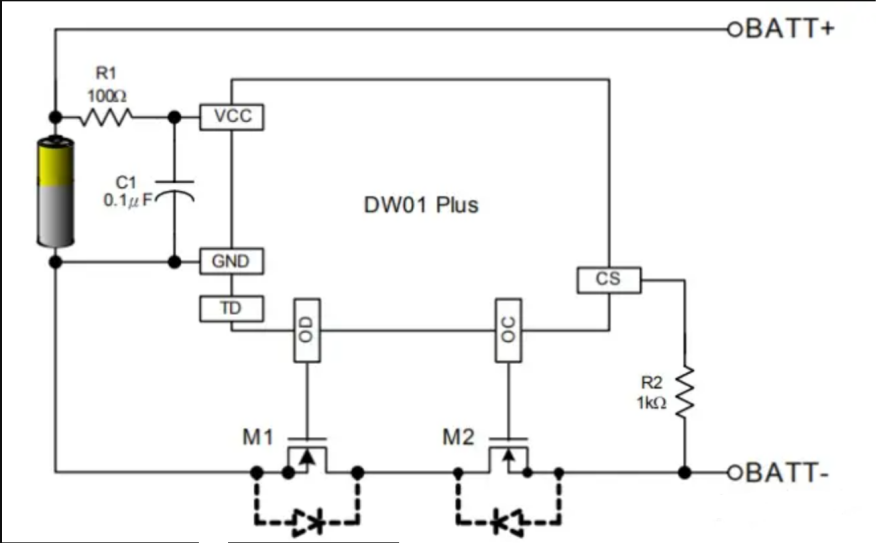 BATT+
R1
100Ω
VCC
C1
0.1μF
DW01 Plus
GND
CS
TD
OD
OC
R2
1kΩ
M1
M2
BATT-